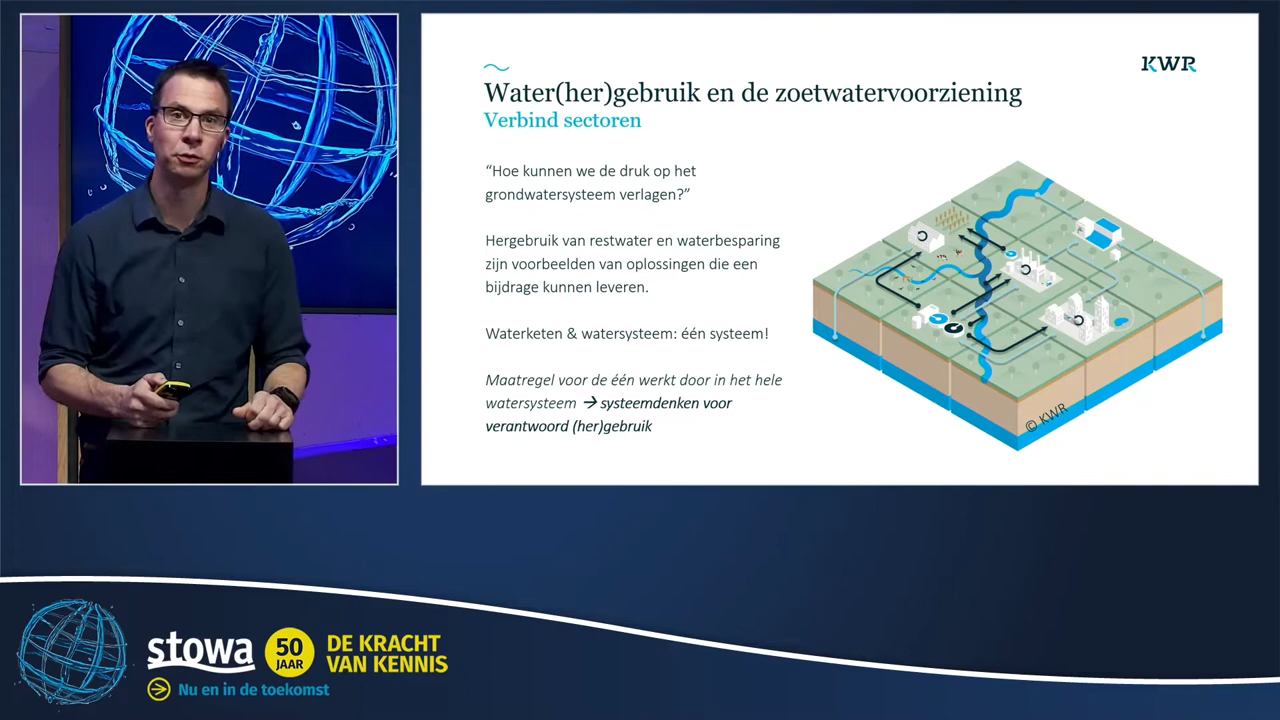 KWR
Water(her)gebruik en de zoetwatervoorziening
Verbind sectoren
“Hoe kunnen we de druk op het
grondwatersysteem verlagen?”
Hergebruik van restwater en waterbesparing
zijn voorbeelden van oplossingen die een
bijdrage kunnen leveren.
Waterketen & watersysteem: één systeem!
Maatregel voor de één werkt door in het hele
watersysteem → systeemdenken voor
verantwoord (her)gebruik
© KWR
stowa
50
JAAR
DE KRACHT
VAN KENNIS
Nu en in de toekomst